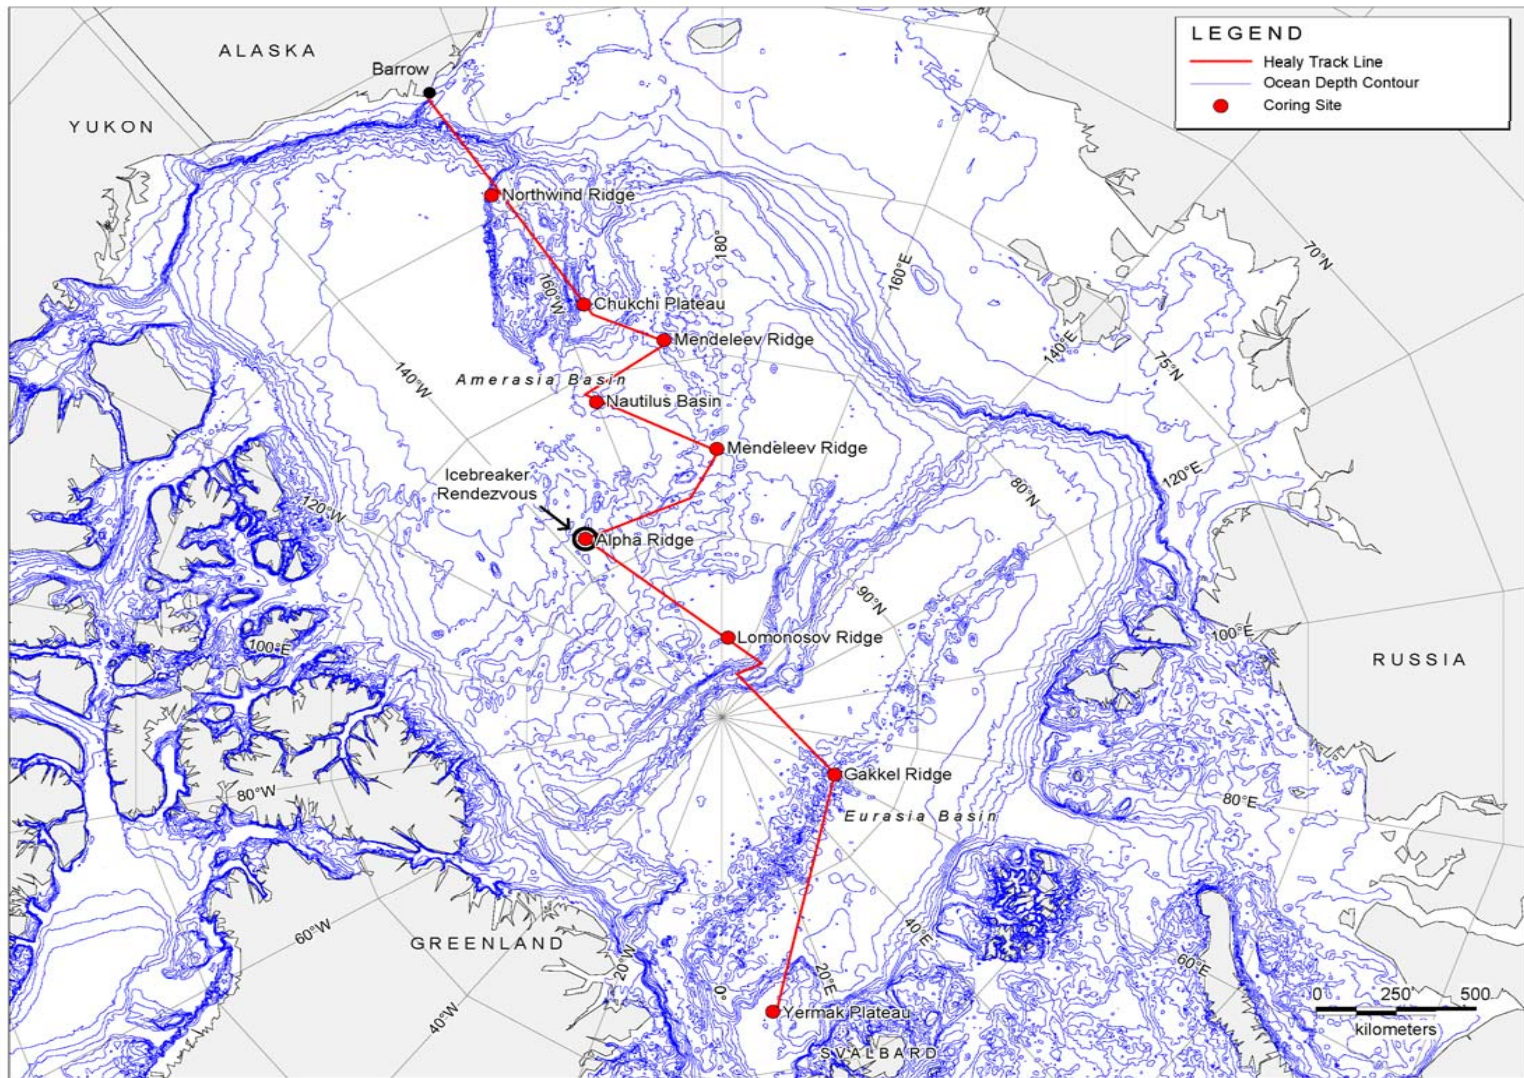 ALASKA
Barrow
YUKON
LEGEND
Healy Track Line
Ocean Depth Contour
Coring Site
Northwind Ridge
180°
160°E
70°N
160°W
Chukchi Plateau
Mendeleev Ridge
140°E
75°N
Amerasia Basin
140°W
Nautilus Basin
Mendeleev Ridge
Icebreaker
Rendezvous
120°W
80°N
120°E
Alpha Ridge
90°N
Lomonosov Ridge
100°E
100°E
RUSSIA
Gakkel Ridge
Eurasia Basin
80°W
80°E
60°W
GREENLAND
20°W
40°E
60°E
0°
20°E
40°W
Yermak Plateau
SVALBARD
0 250 500
kilometers